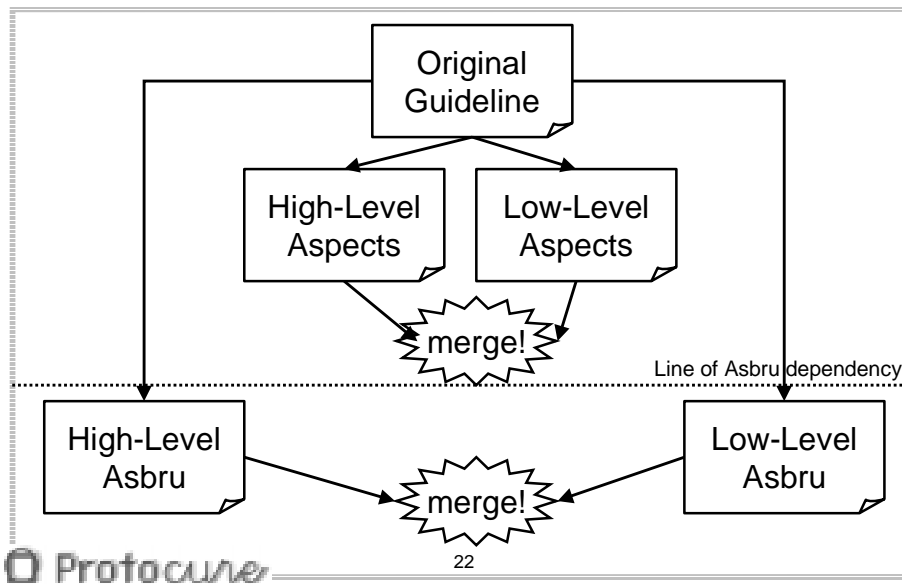 Original
Guideline
High-Level
Aspects
Low-Level
Aspects
merge!
Line of Asbru dependency
High-Level
Asbru
Low-Level
Asbru
merge!
Protocure
22